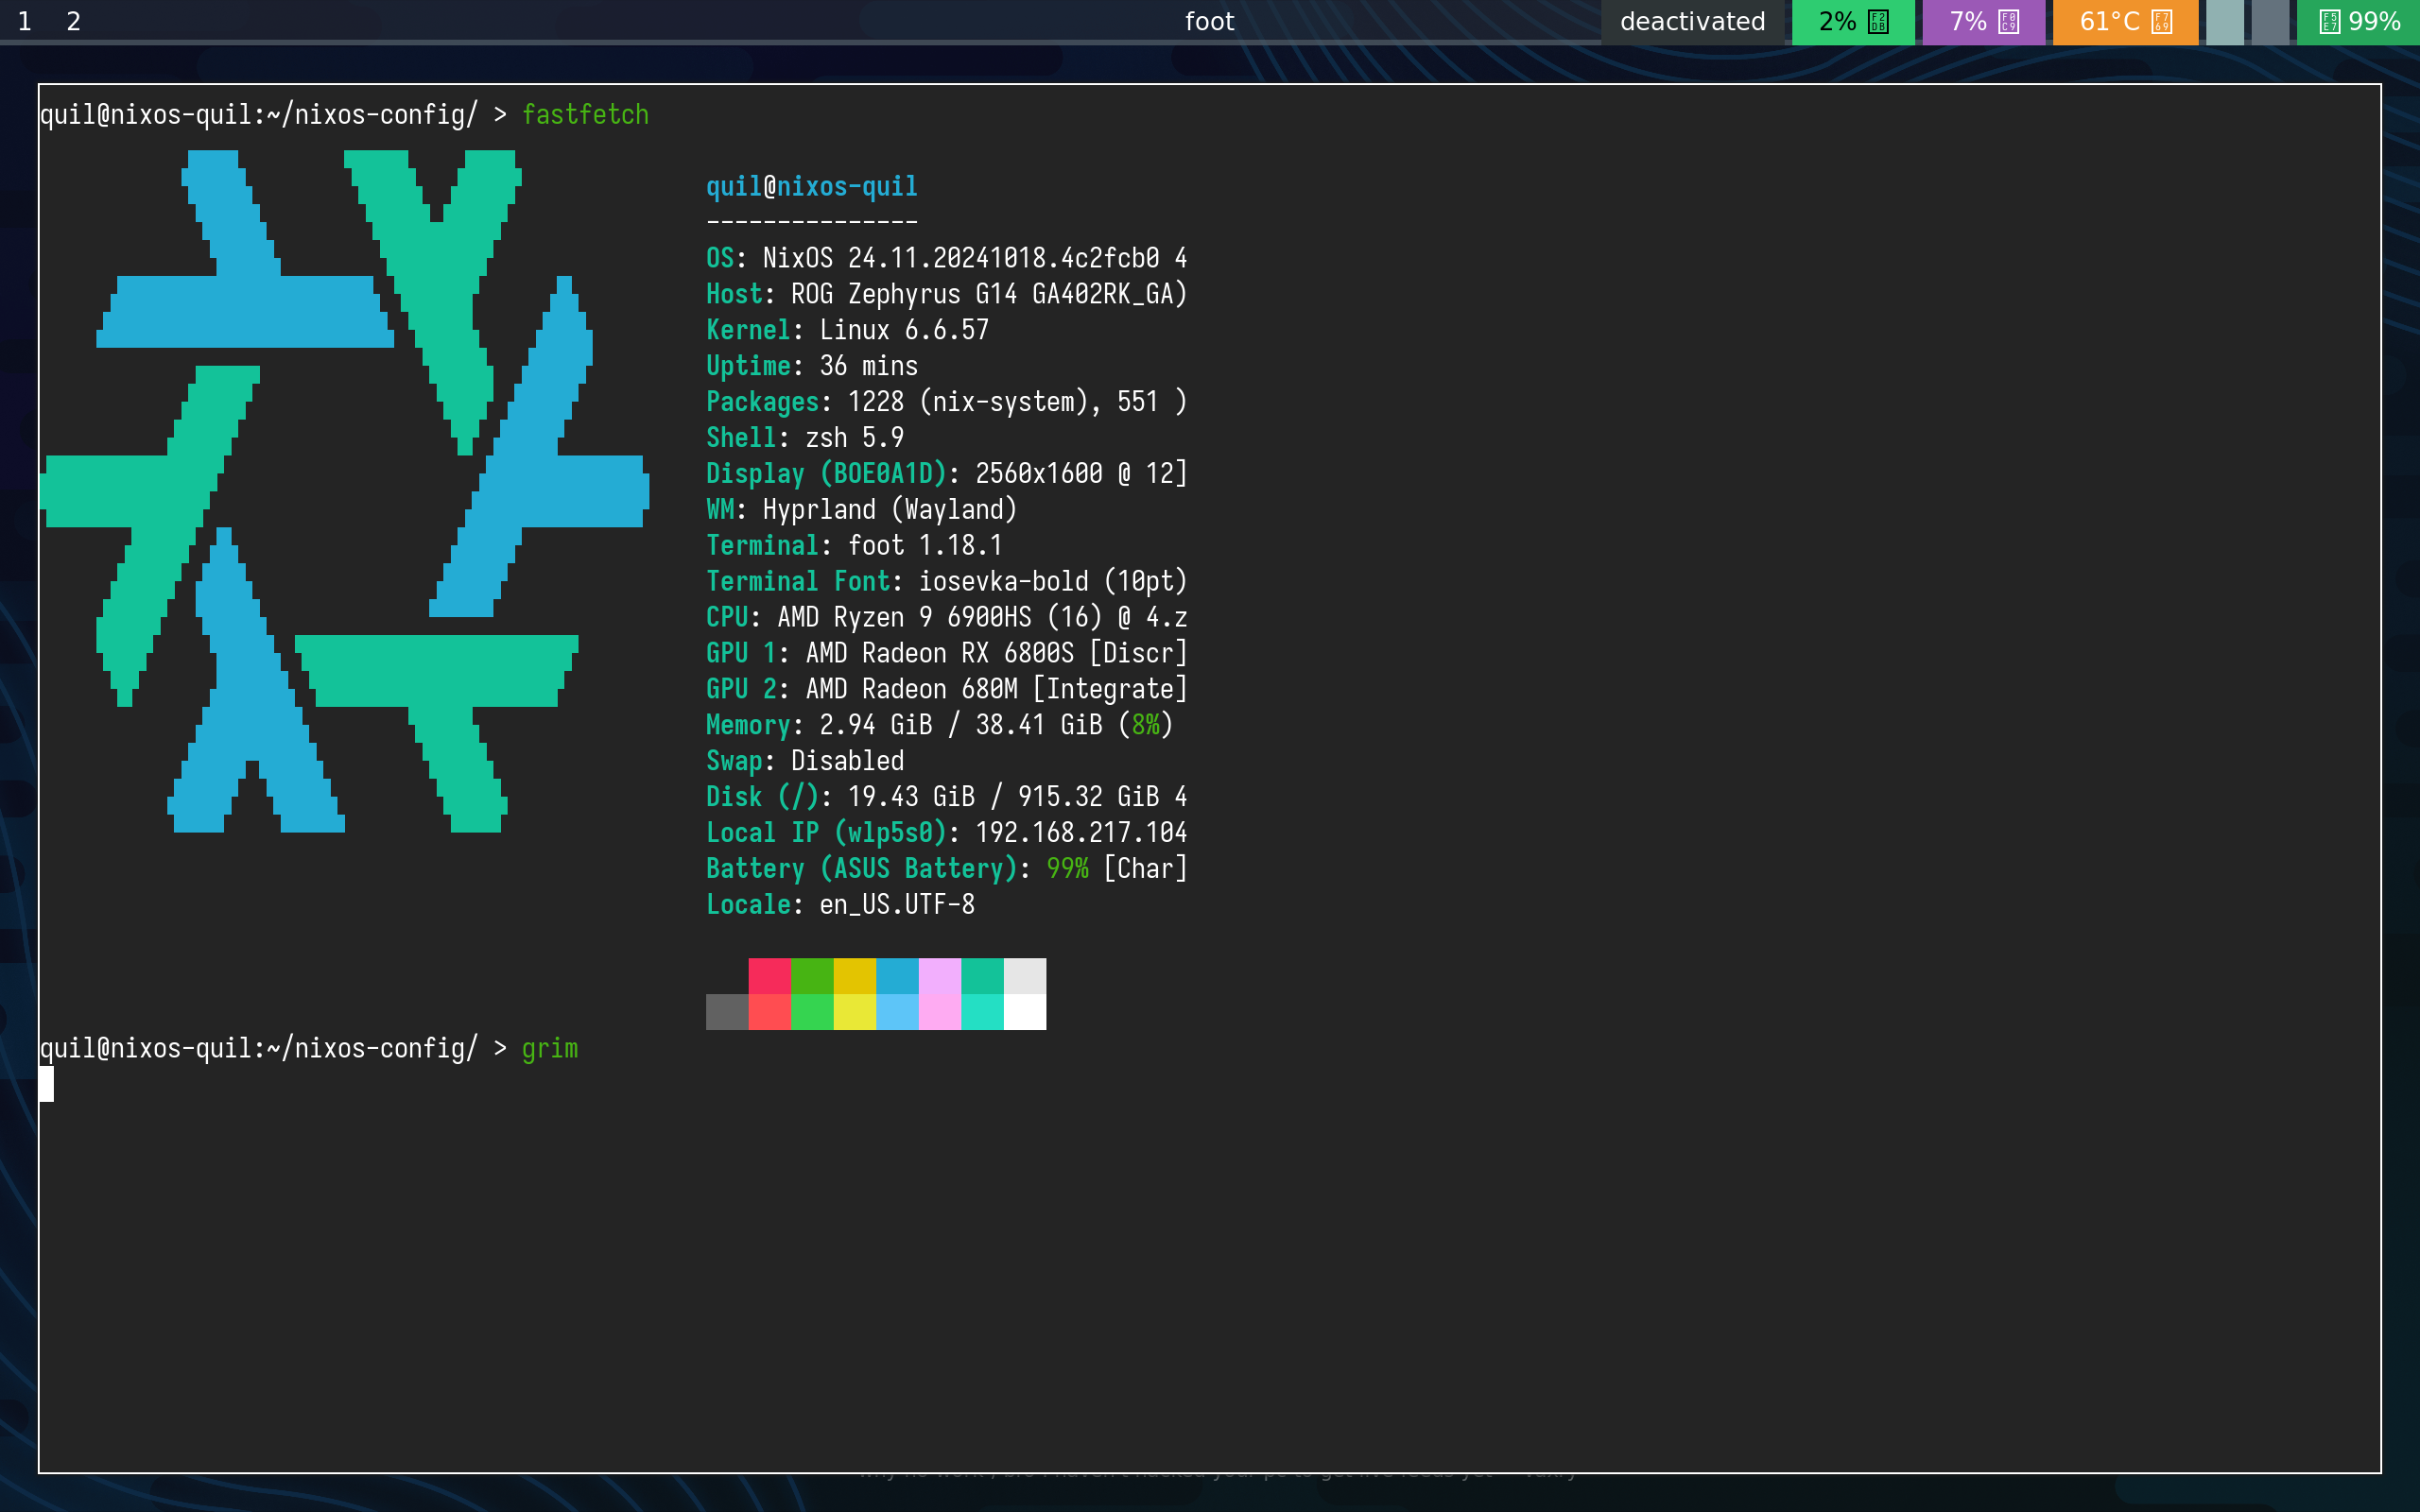 1 2 foot deactivated 2% 7% 61°C 99%
quil@nixos-quil:~/nixos-config/ > fastfetch
quil@nixos-quil
---------------
OS: NixOS 24.11.20241018.4c2fcb0 4
Host: ROG Zephyrus G14 GA402RK_GA)
Kernel: Linux 6.6.57
Uptime: 36 mins
Packages: 1228 (nix-system), 551 )
Shell: zsh 5.9
Display (BOE0A1D): 2560x1600 @ 12]
WM: Hyprland (Wayland)
Terminal: foot 1.18.1
Terminal Font: iosevka-bold (10pt)
CPU: AMD Ryzen 9 6900HS (16) @ 4.z
GPU 1: AMD Radeon RX 6800S [Discr]
GPU 2: AMD Radeon 680M [Integrate]
Memory: 2.94 GiB / 38.41 GiB (8%)
Swap: Disabled
Disk (/): 19.43 GiB / 915.32 GiB 4
Local IP (wlp5s0): 192.168.217.104
Battery (ASUS Battery): 99% [Char]
Locale: en_US.UTF-8
quil@nixos-quil:~/nixos-config/ > grim